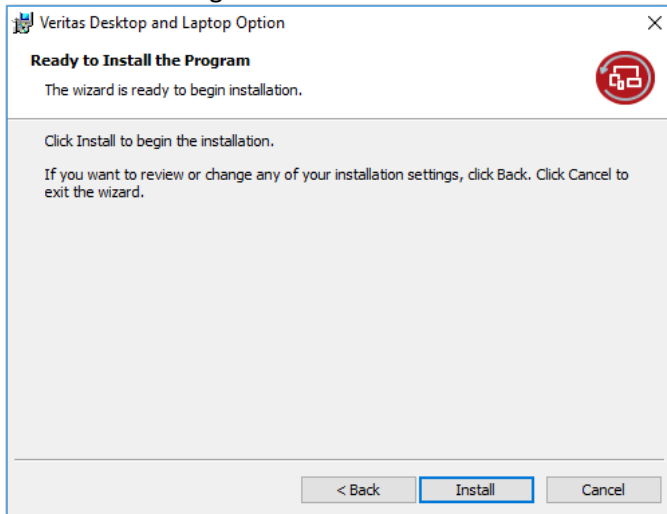 Veritas Desktop and Laptop Option
Ready to Install the Program
The wizard is ready to begin installation.
Click Install to begin the installation.
If you want to review or change any of your installation settings, click Back. Click Cancel to
exit the wizard.
< Back Install Cancel